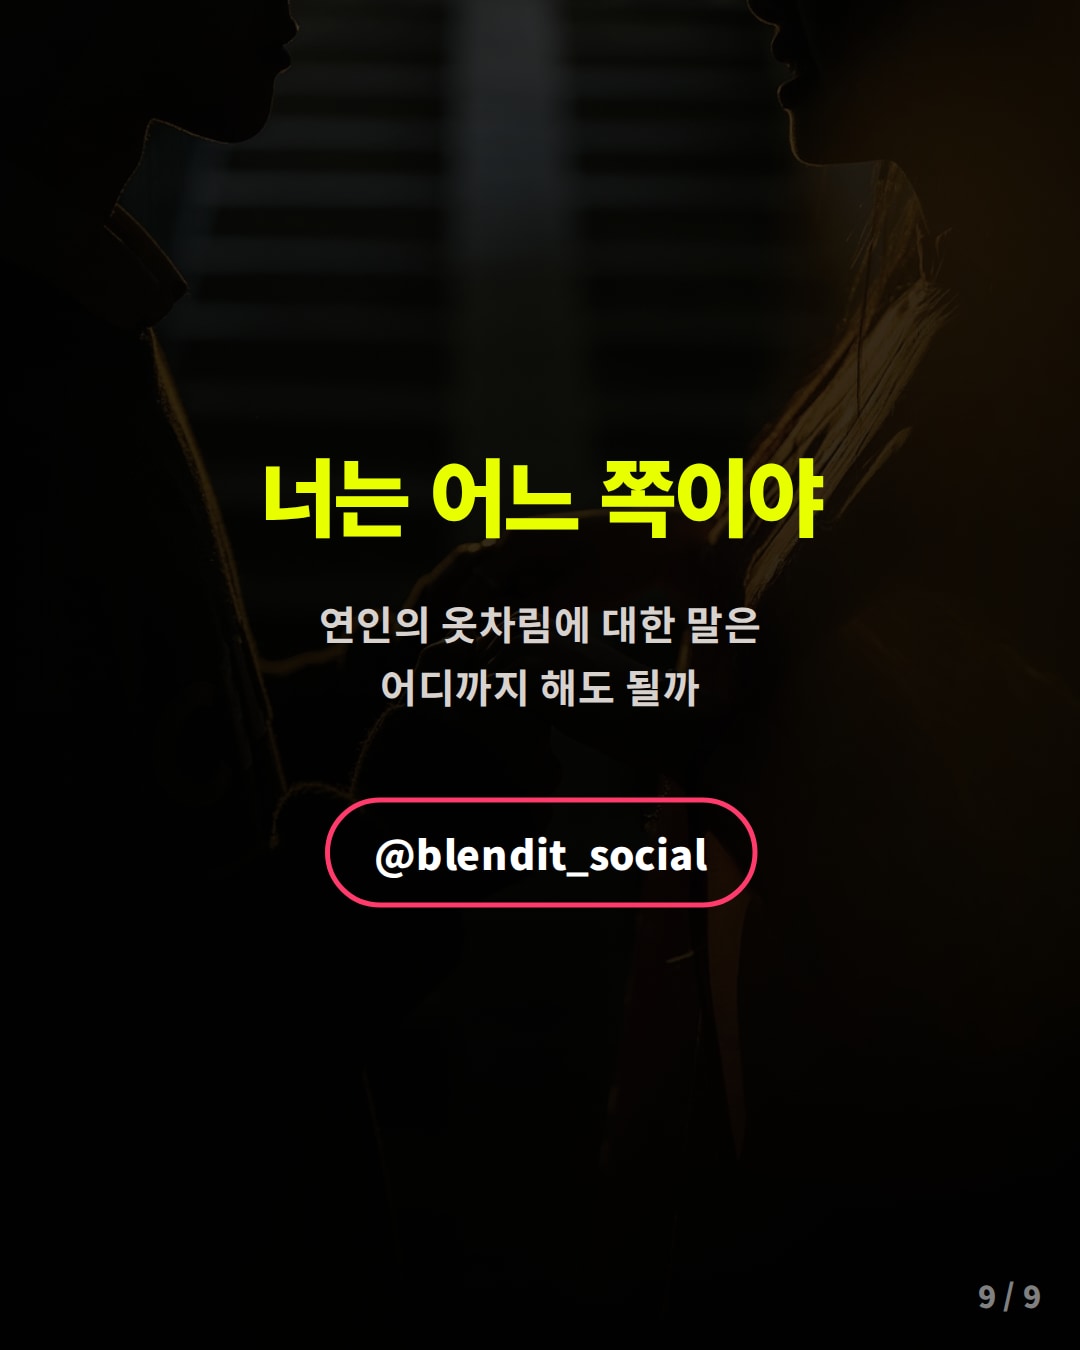 너는 어느 쪽이야
연인의 옷차림에 대한 말은
어디까지 해도 될까
@blendit_social
9 / 9